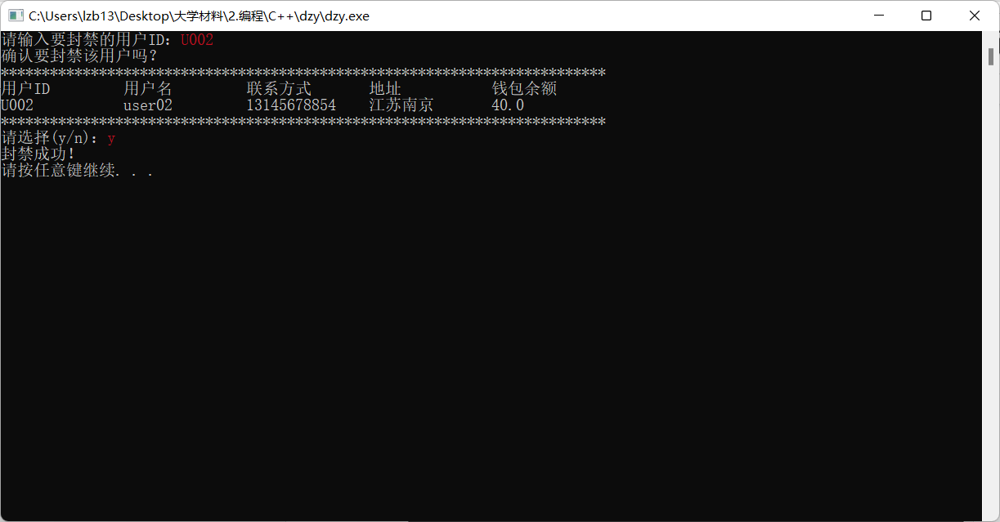 C:\Users\lzb13\Desktop\大学材料\2.编程\C++\dzy\dzy.exe
请输入要封禁的用户ID：U002
确认要封禁该用户吗？
**************************************************************************
用户ID 用户名 联系方式 地址 钱包余额
U002 user02 13145678854 江苏南京 40.0
**************************************************************************
请选择(y/n)：y
封禁成功！
请按任意键继续. . .